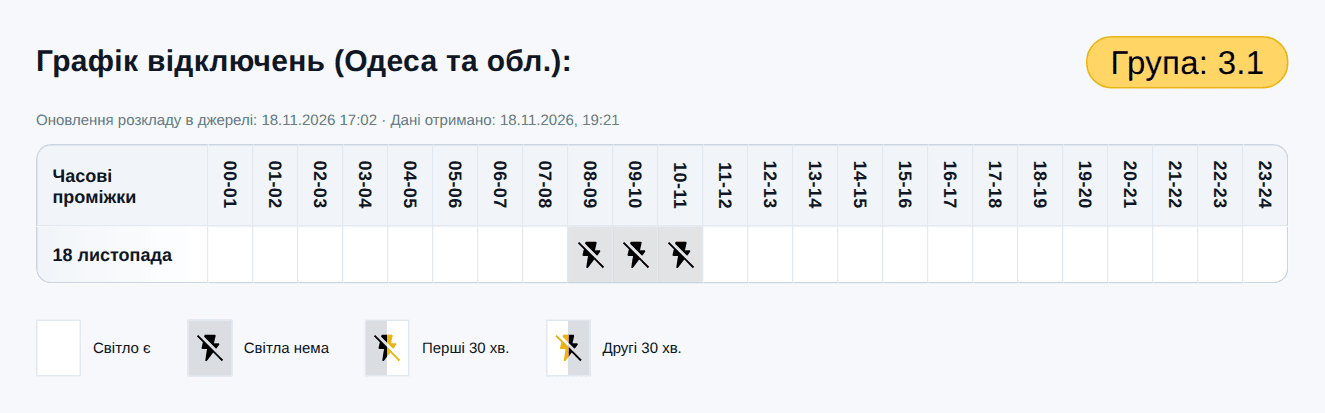 Графік відключень (Одеса та обл.):
Група: 3.1
Оновлення розкладу в джерелі: 18.11.2026 17:02 · Дані отримано: 18.11.2026, 19:21
Часові
проміжки
00-01
01-02
02-03
03-04
04-05
05-06
06-07
07-08
08-09
09-10
10-11
11-12
12-13
13-14
14-15
15-16
16-17
17-18
18-19
19-20
20-21
21-22
22-23
23-24
18 листопада
Світло є
Світла нема
Перші 30 хв.
Другі 30 хв.